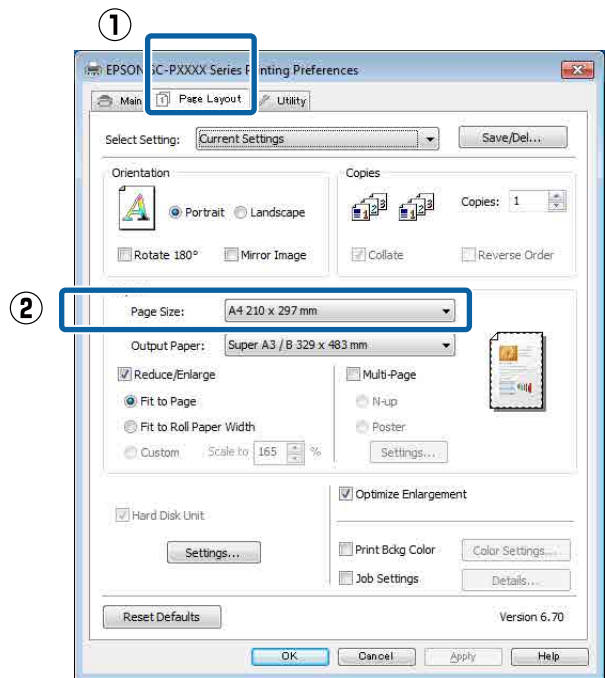 ①
EPSON SC-PXXXX Series Printing Preferences
Main Page Layout Utility
Select Setting: Current Settings Save/Del...
Orientation Copies
Portrait Landscape Copies: 1
Rotate 180° Mirror Image Collate Reverse Order
②
Page Size: A4 210 x 297 mm
Output Paper: Super A3 / B 329 x 483 mm
Reduce/Enlarge Multi-Page
Fit to Page N-up
Fit to Roll Paper Width Poster
Custom Scale to 165 % Settings...
Optimize Enlargement
Hard Disk Unit
Settings... Print Bckg Color Color Settings...
Job Settings Details...
Reset Defaults Version 6.70
OK Cancel Apply Help